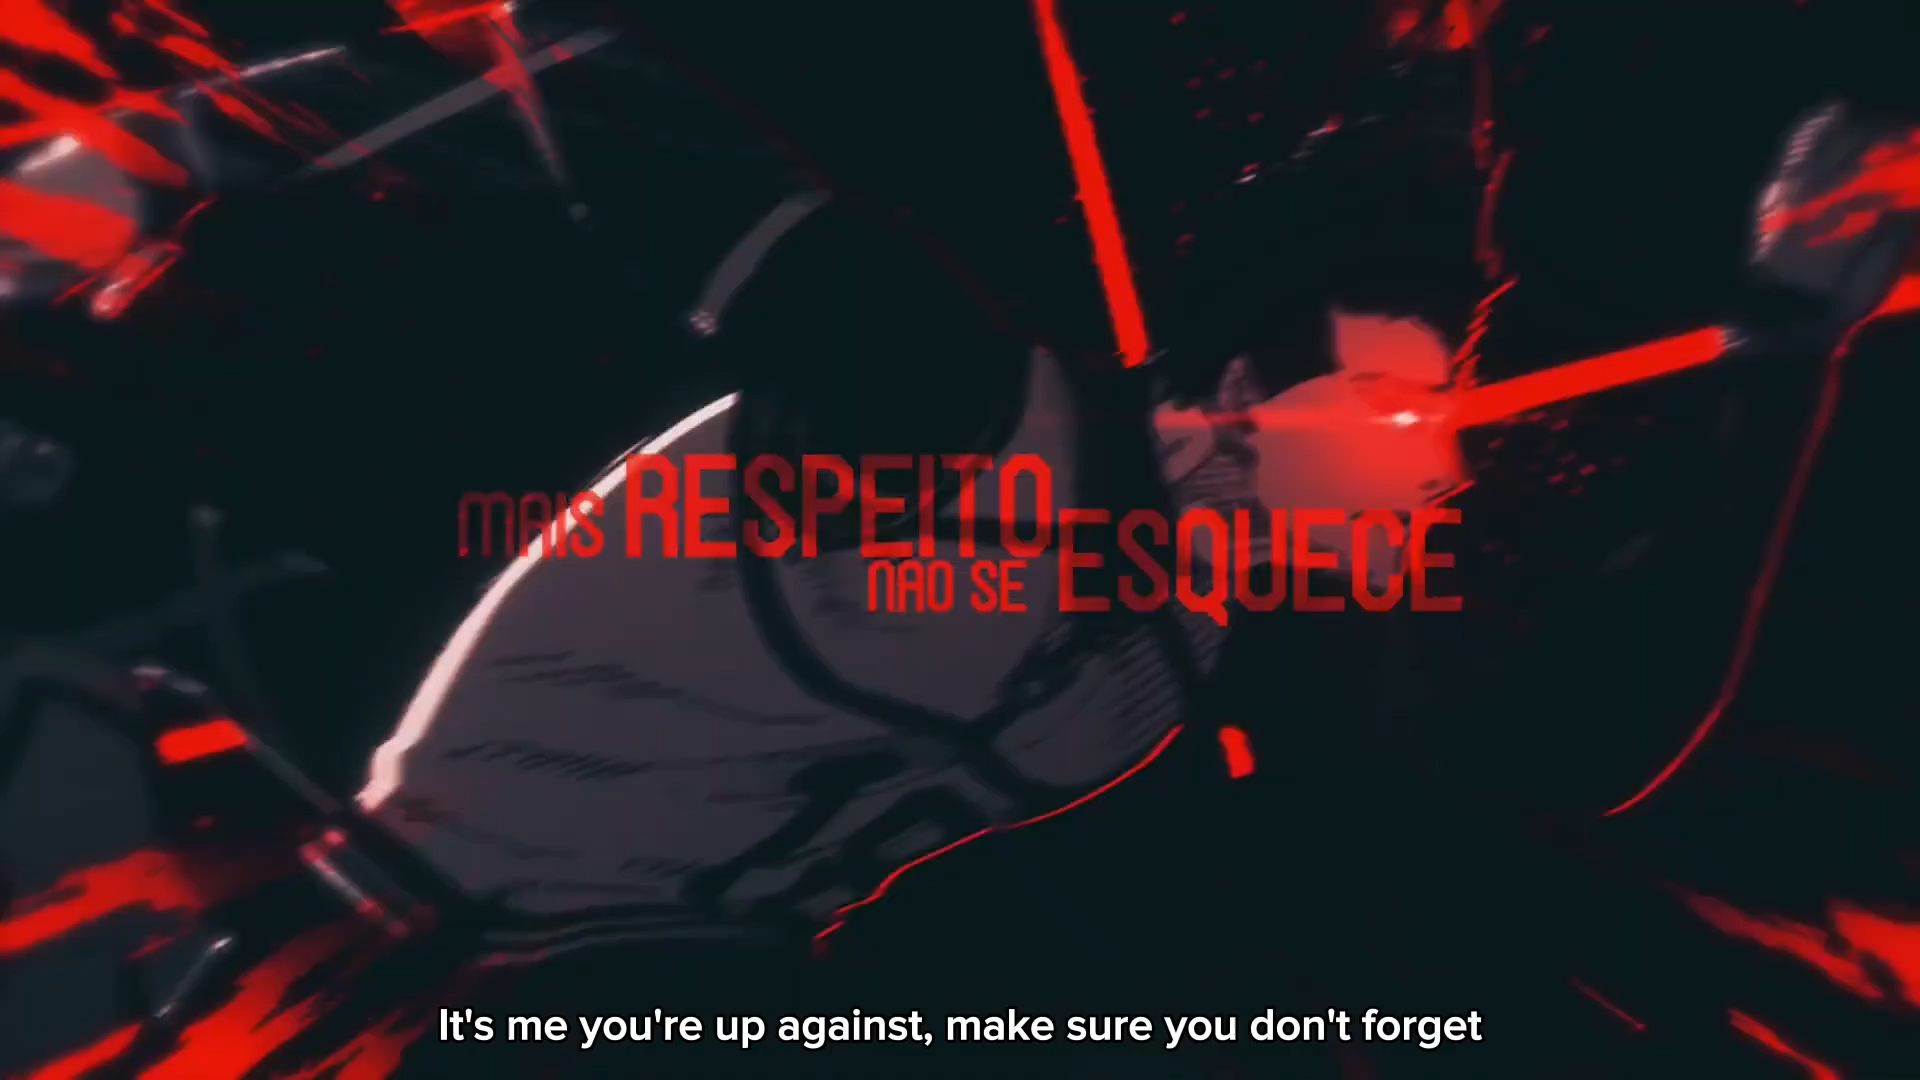 MAIS RESPEITO
NÃO SE ESQUECE
It's me you're up against, make sure you don't forget